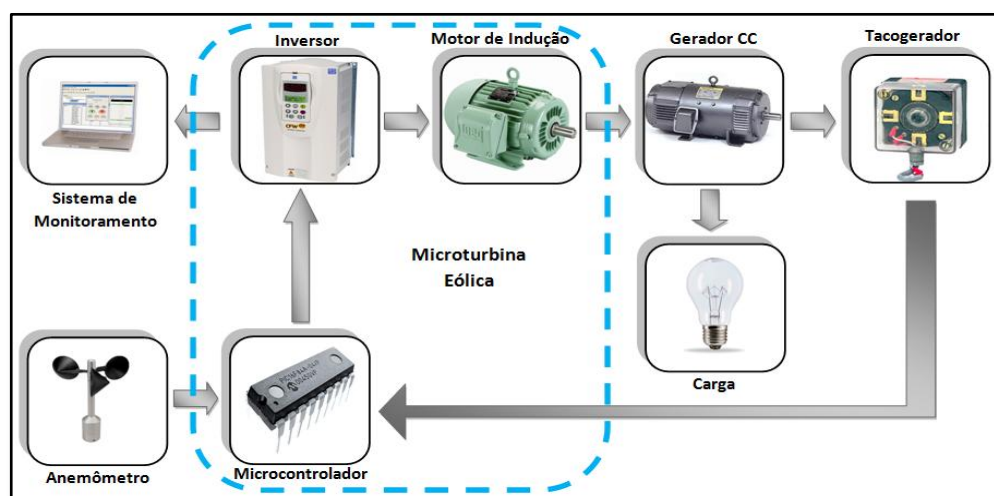 Inversor
Motor de Indução
Gerador CC
Tacogerador
Sistema de
Monitoramento
Microturbina
Eólica
Carga
Anemômetro
Microcontrolador